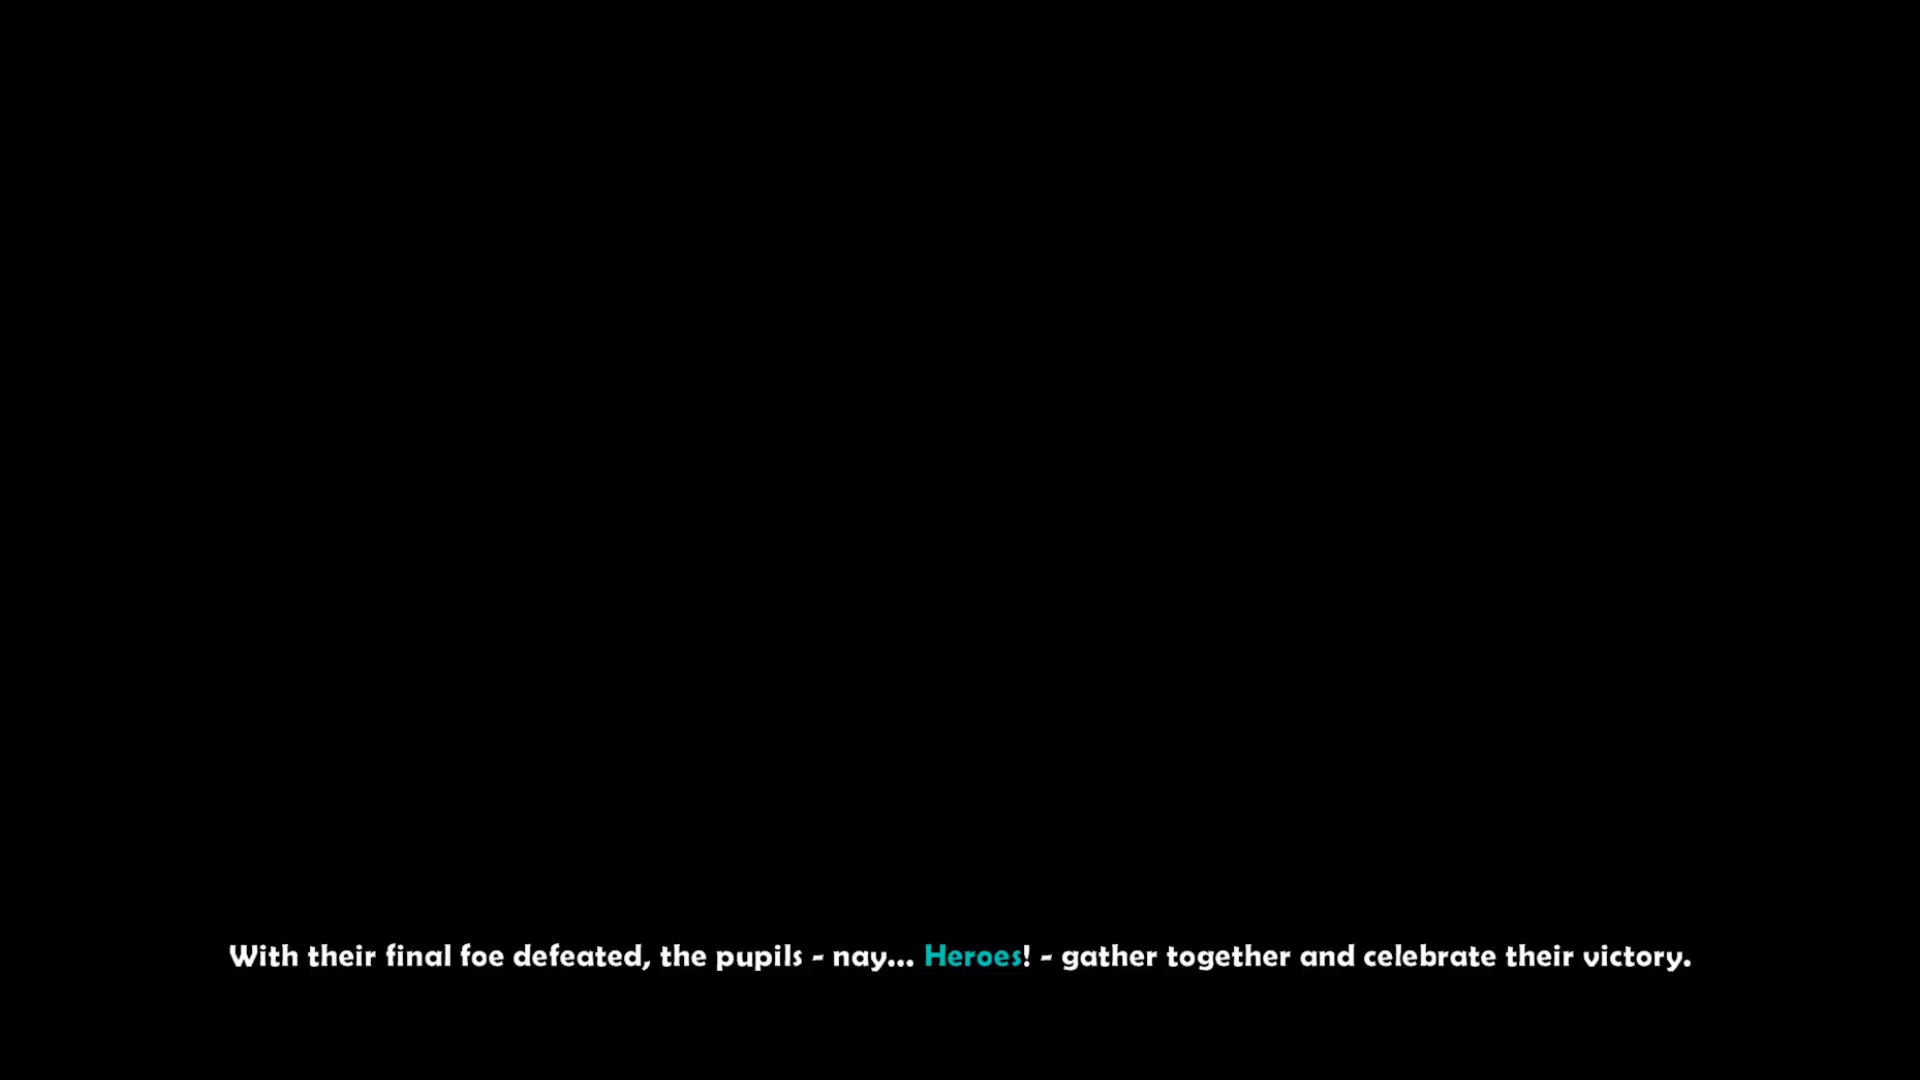 With their final foe defeated, the pupils - nay... Heroes! - gather together and celebrate their victory.